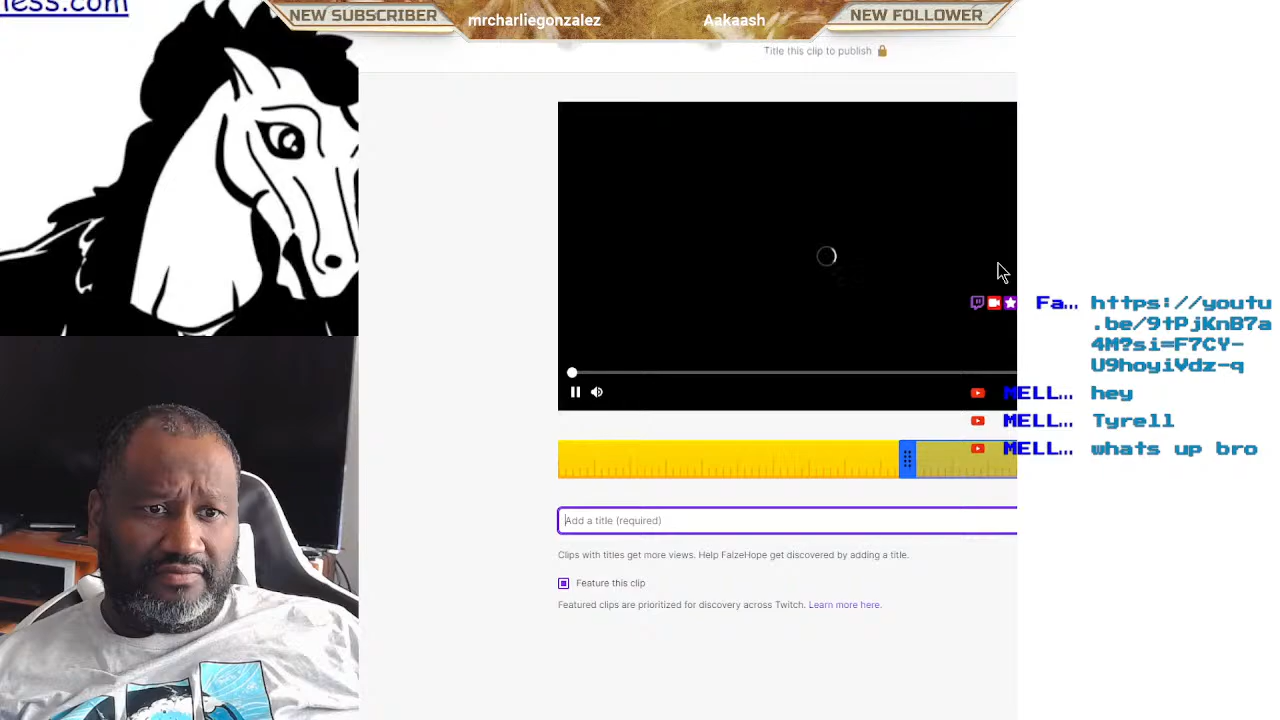 less.com
NEW SUBSCRIBER
mrcharliegonzalez
Aakaash
NEW FOLLOWER
Title this clip to publish
Fa... https://youtu
.be/9tPjKnB7a
4M?si=F7CY-
U9hoyiVdz-q
MELL... hey
MELL... Tyrell
MELL... whats up bro
Add a title (required)
Clips with titles get more views. Help FalzeHope get discovered by adding a title.
Feature this clip
Featured clips are prioritized for discovery across Twitch. Learn more here.